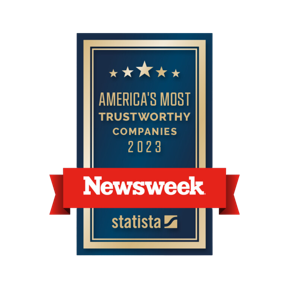 AMERICA'S MOST
TRUSTWORTHY
COMPANIES
2023
Newsweek
statista